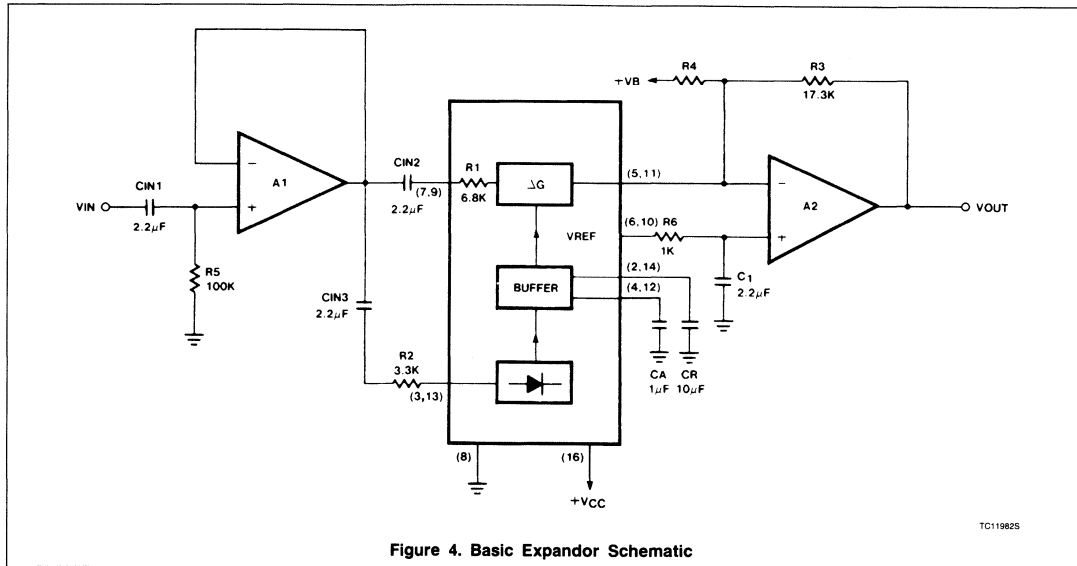 R4
R3
+VB
17.3K
CIN2
(7,9)
R1
ΔG
(5,11)
−
A1
+
−
A2
+
VOUT
CIN1
VIN
2.2µF
2.2µF
6.8K
(6,10) R6
VREF
1K
R5
100K
BUFFER
(2,14)
(4,12)
C1
2.2µF
CIN3
2.2µF
R2
3.3K
(3,13)
CA
1µF
CR
10µF
(8)
(16)
+VCC
TC11982S
Figure 4. Basic Expandor Schematic